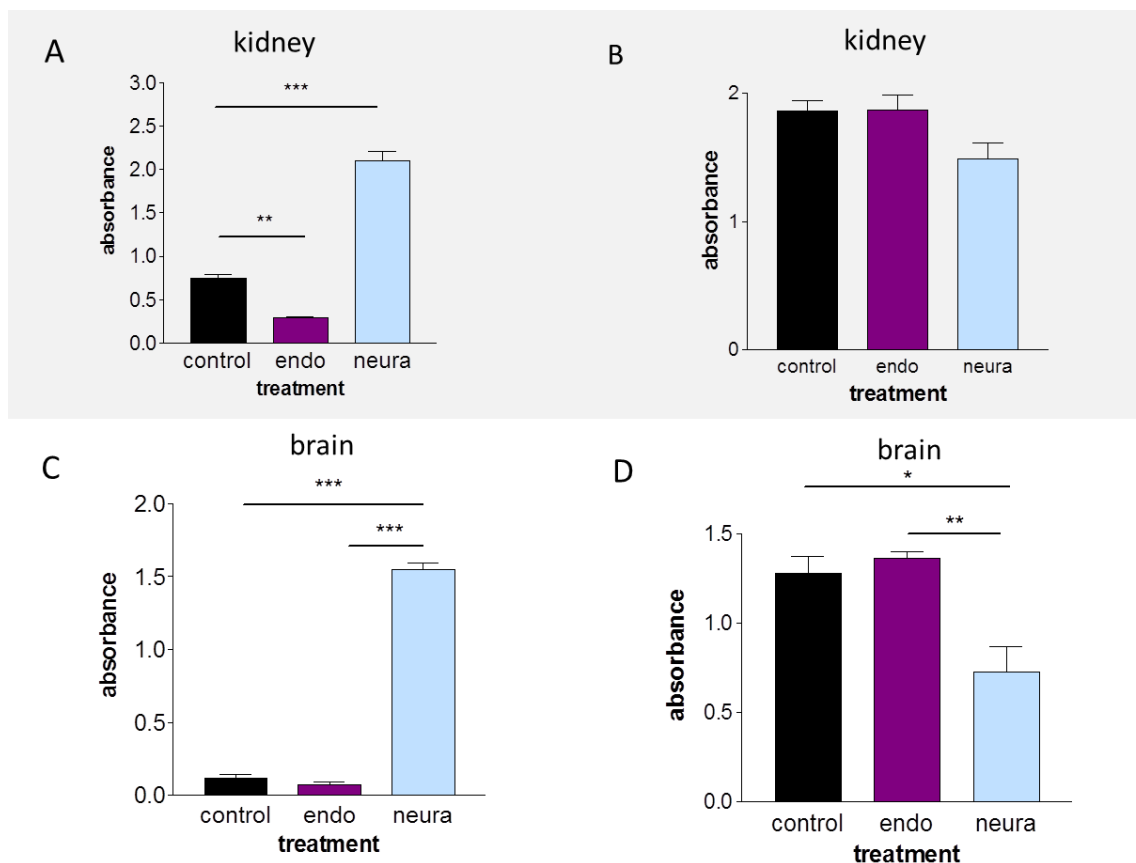 A
kidney
absorbance
3.0
2.5
2.0
1.5
1.0
0.5
0.0
***
**
control endo neura
treatment
B
kidney
absorbance
2
1
0
control endo neura
treatment
C
brain
absorbance
2.0
1.5
1.0
0.5
0.0
***
***
control endo neura
treatment
D
brain
absorbance
*
**
1.5
1.0
0.5
0.0
control endo neura
treatment